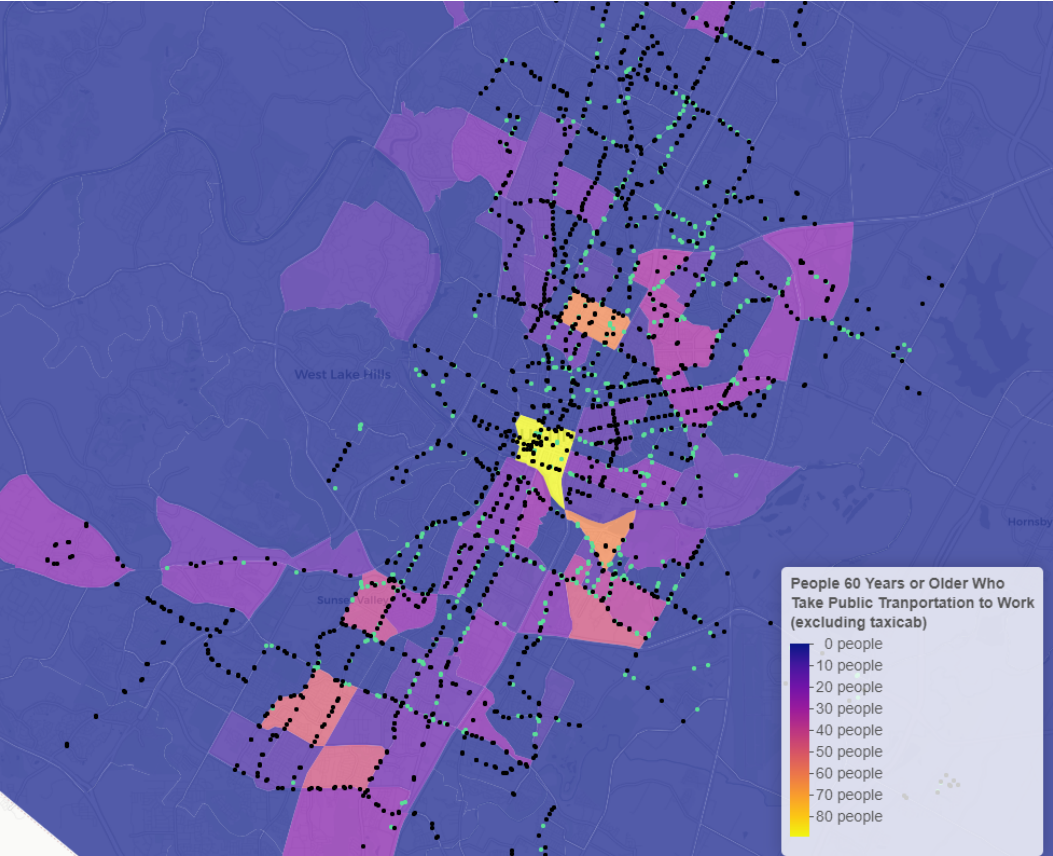 West Lake Hills
Hornsby
Sunset Valley
People 60 Years or Older Who
Take Public Tranportation to Work
(excluding taxicab)
0 people
10 people
20 people
30 people
40 people
50 people
60 people
70 people
80 people